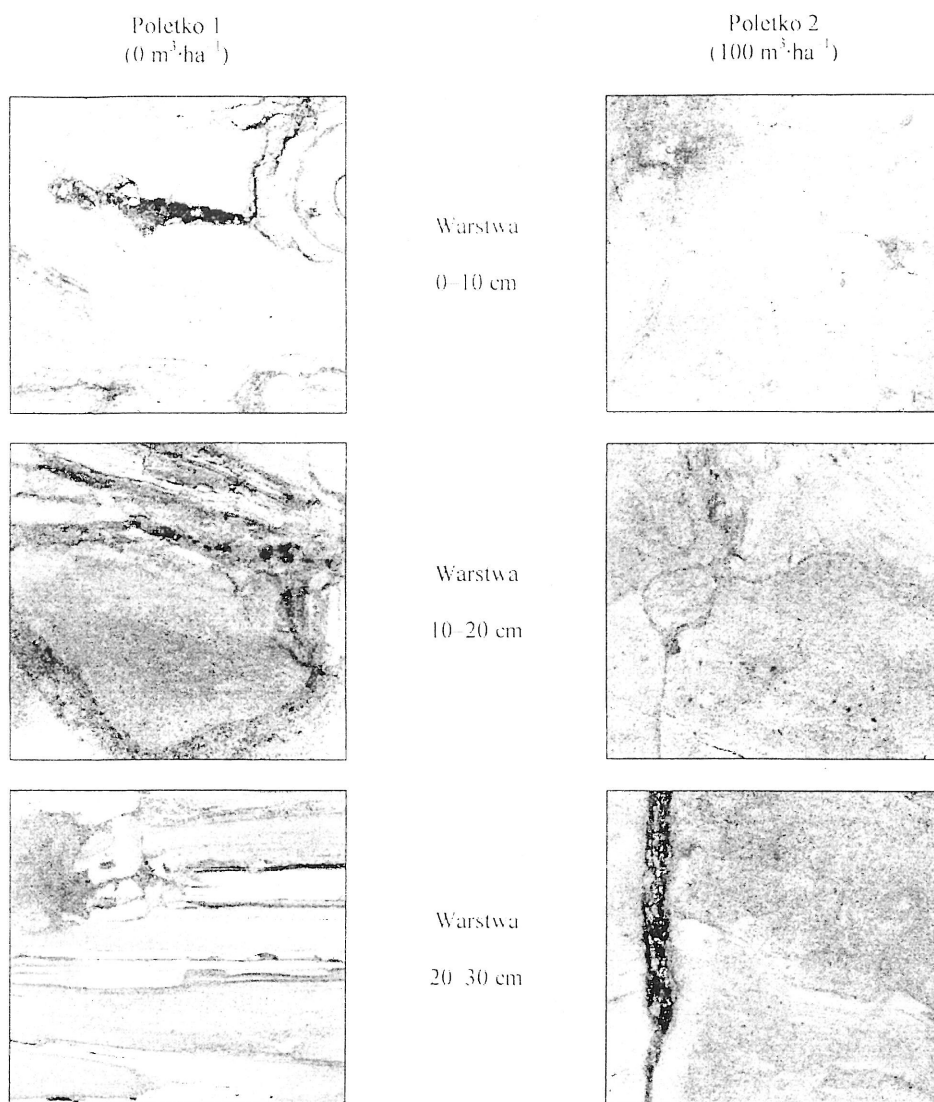 Poletko 1
(0 m³·ha⁻¹)
Poletko 2
(100 m³·ha⁻¹)
Warstwa
0–10 cm
Warstwa
10–20 cm
Warstwa
20–30 cm